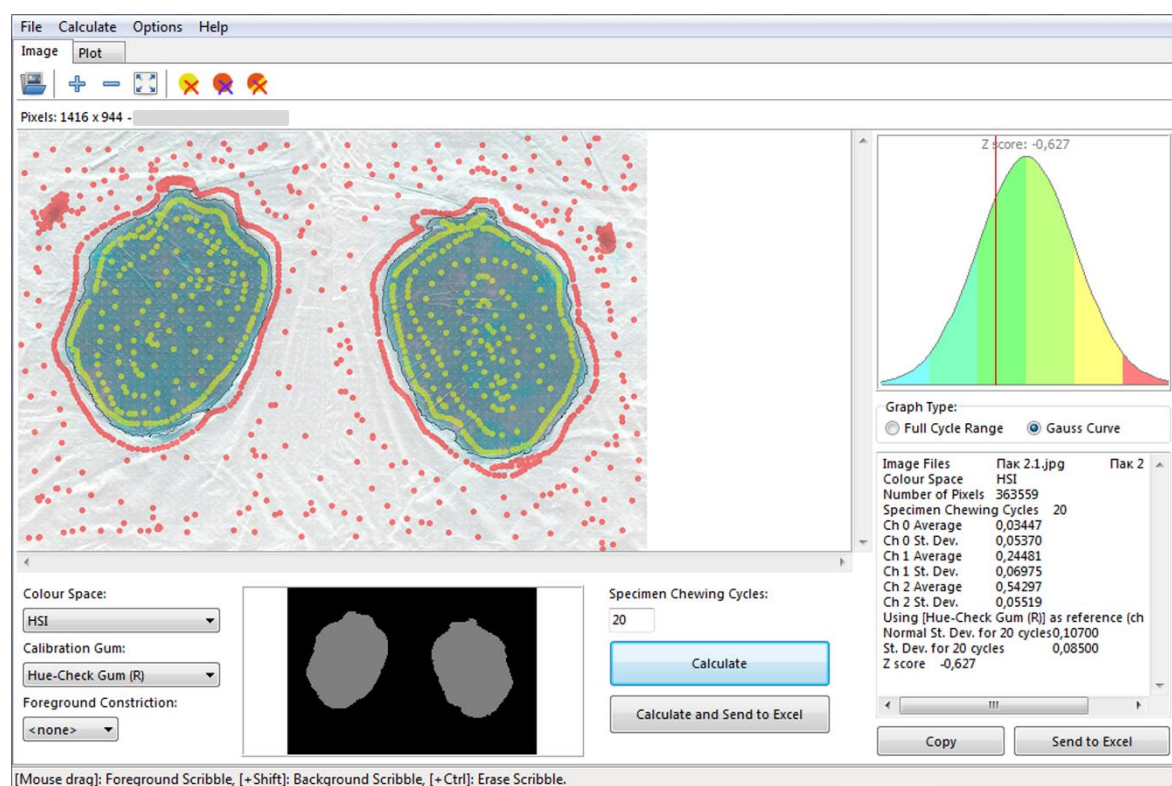 File Calculate Options Help
Image Plot
Pixels: 1416 x 944 -
Z score: -0,627
Graph Type:
Full Cycle Range Gauss Curve
Image Files Пак 2.1.jpg Пак 2
Colour Space HSI
Number of Pixels 363559
Specimen Chewing Cycles 20
Ch 0 Average 0,03447
Ch 0 St. Dev. 0,05370
Ch 1 Average 0,24481
Ch 1 St. Dev. 0,06975
Ch 2 Average 0,54297
Ch 2 St. Dev. 0,05519
Using [Hue-Check Gum (R)] as reference (ch
Normal St. Dev. for 20 cycles0,10700
St. Dev. for 20 cycles 0,08500
Z score -0,627
Copy Send to Excel
Colour Space:
HSI
Calibration Gum:
Hue-Check Gum (R)
Foreground Constriction:
<none>
Specimen Chewing Cycles:
20
Calculate
Calculate and Send to Excel
[Mouse drag]: Foreground Scribble, [+Shift]: Background Scribble, [+Ctrl]: Erase Scribble.